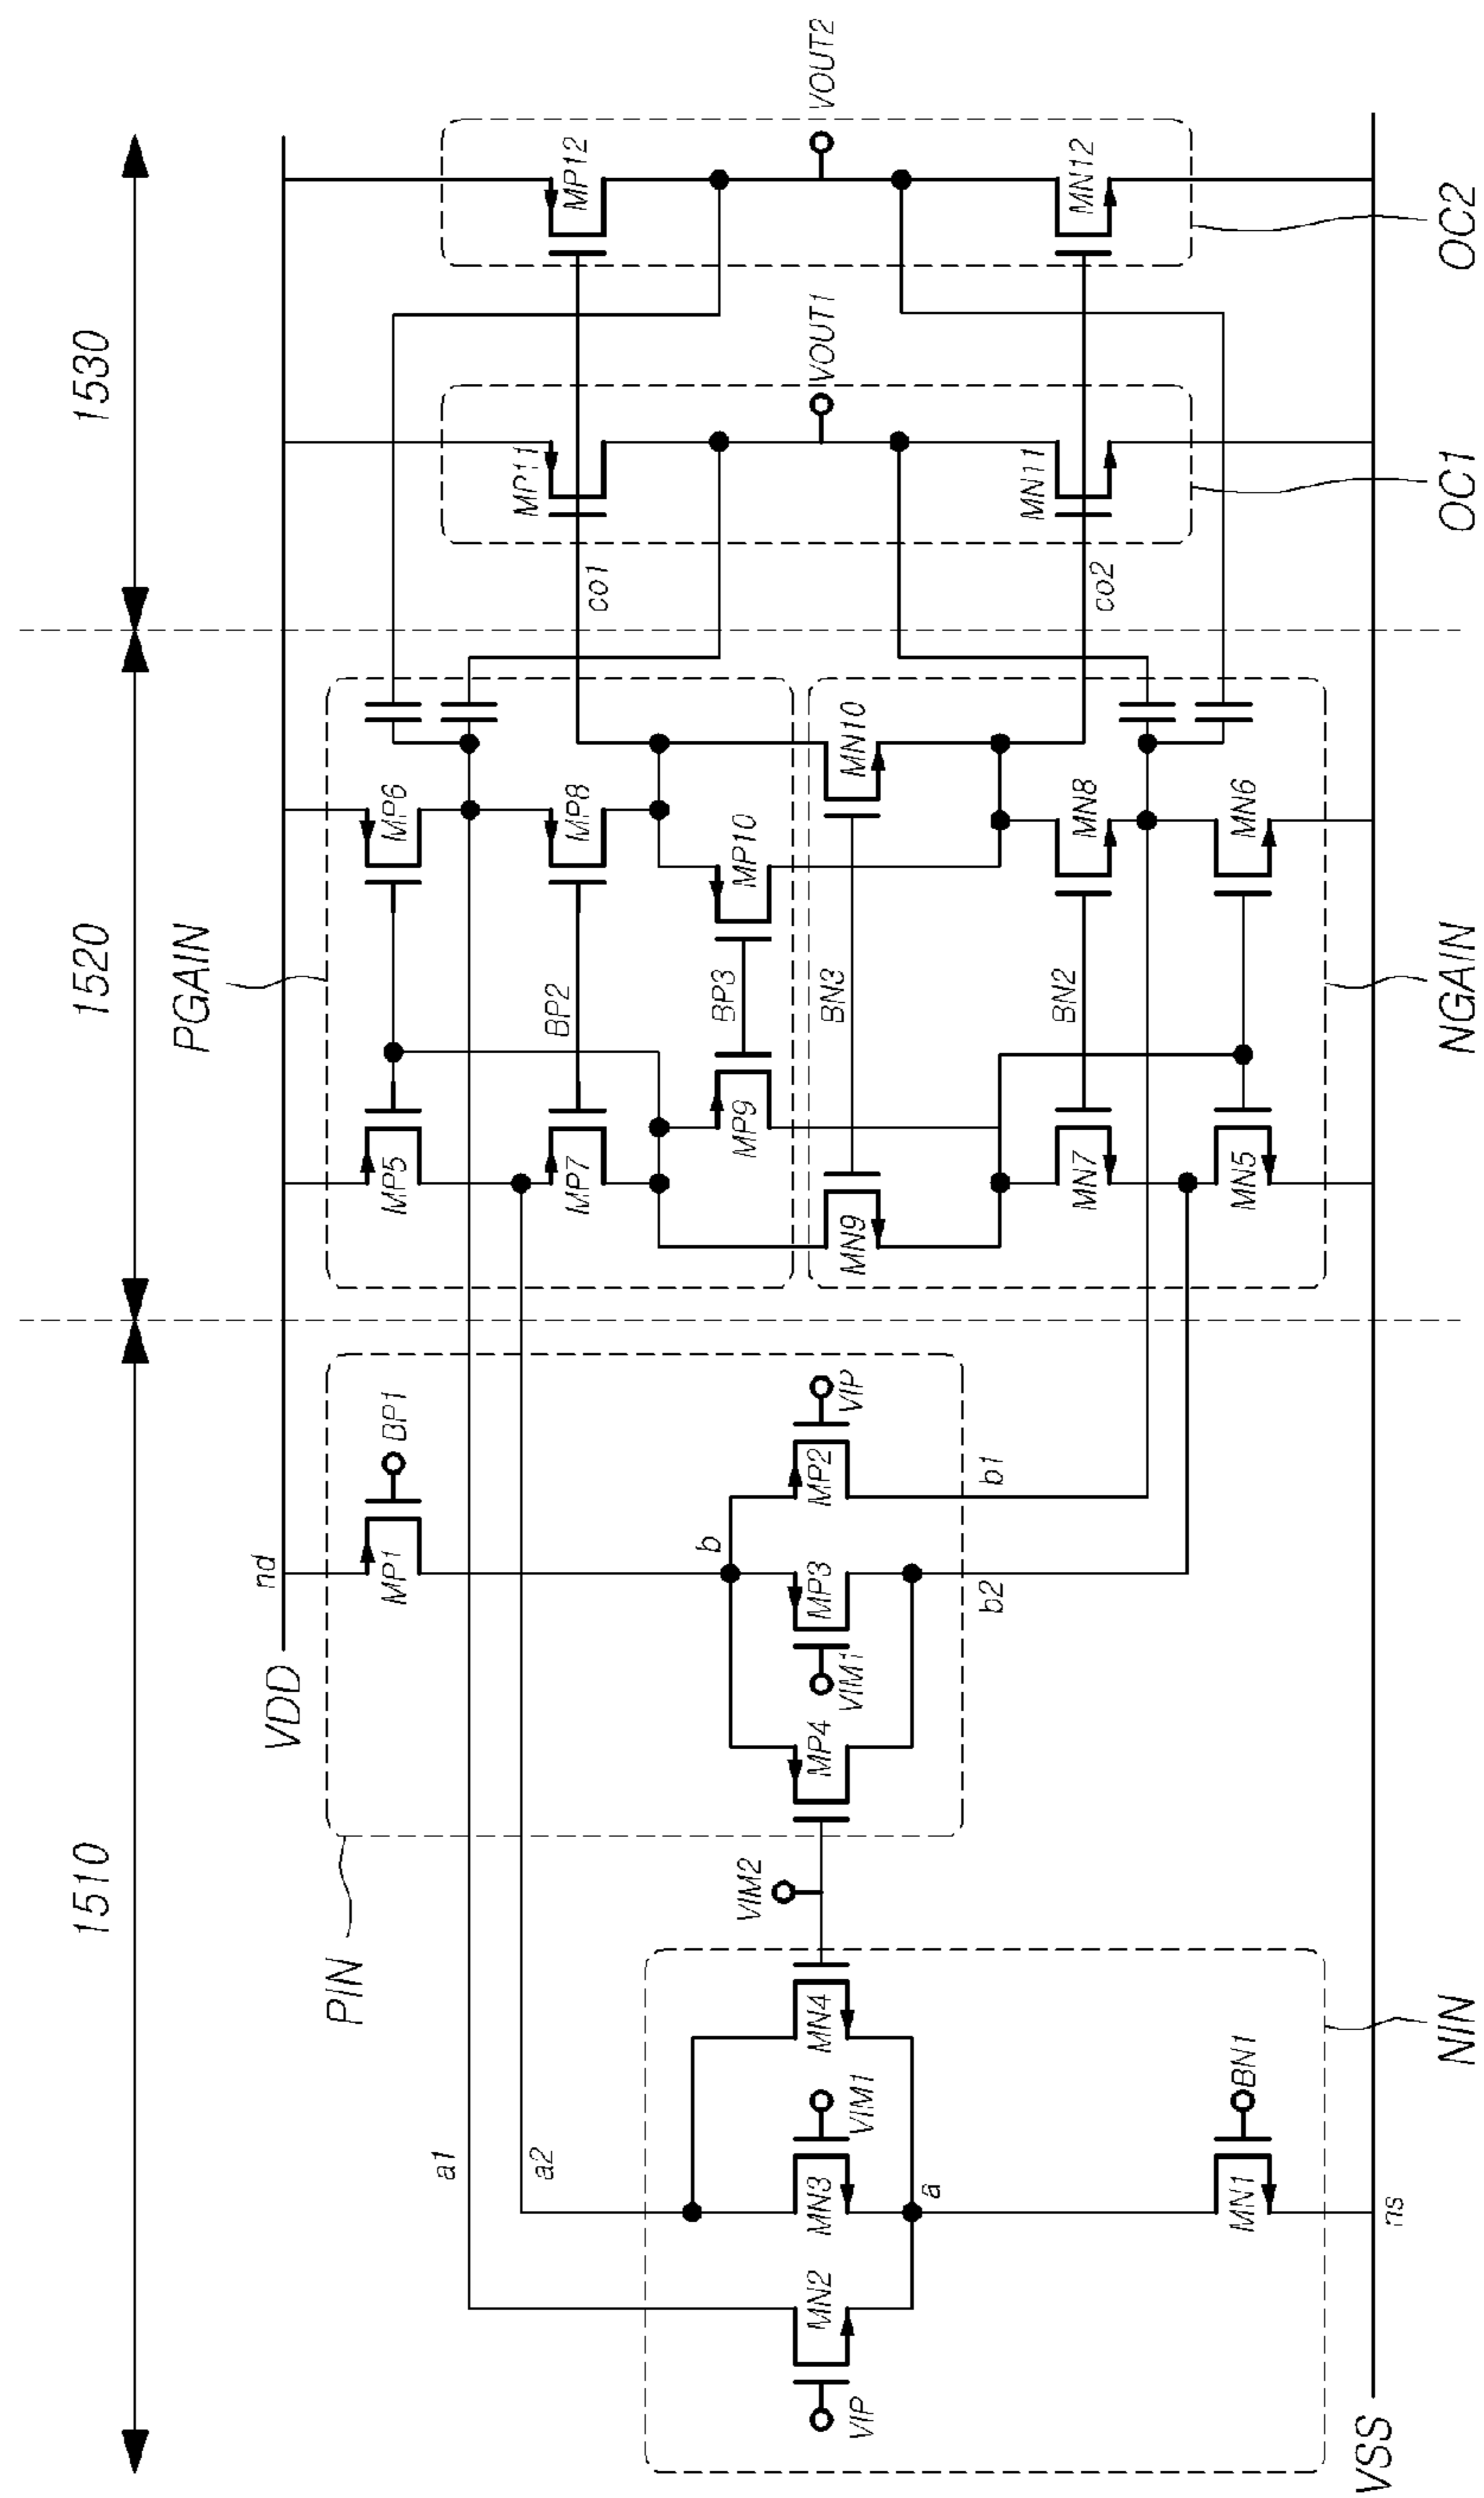 1510
1520
1530
PIN
PGAIN
VDD
nd
MP1
BP1
a1
a2
b
MP4
MP3
MP2
VIM2
VIM1
VIP
b2
b1
VIP
MN2
MN3
VIM1
MN4
a
MN1
BN1
VSS
ns
NIN
MP5
MP6
MP7
BP2
MP8
MP9
BP3
MP10
MN9
BN3
MN10
MN7
BN2
MN8
MN5
MN6
NGAIN
co1
co2
MP11
VOUT1
MN11
MP12
VOUT2
MN12
OC1
OC2